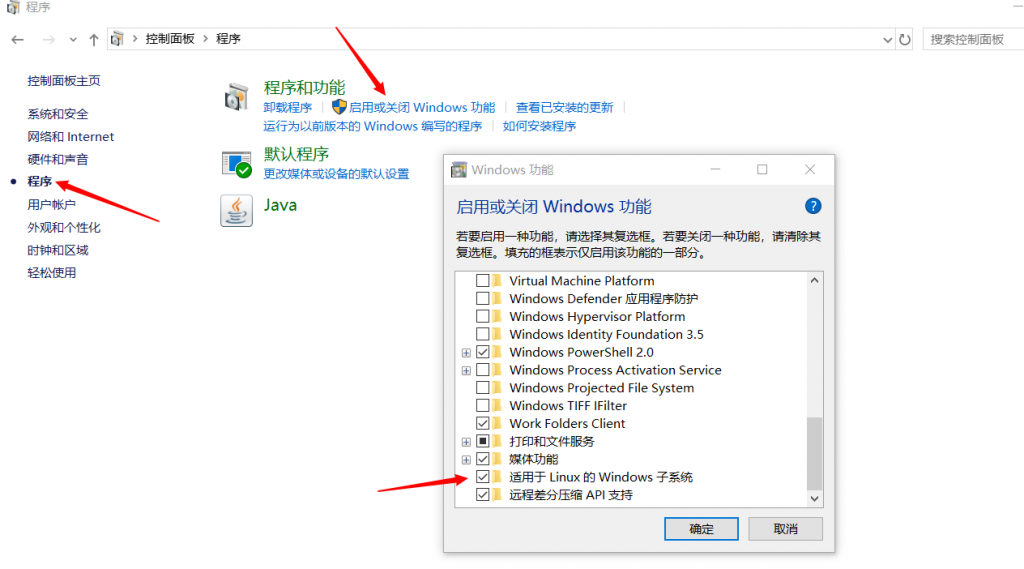 程序
控制面板 > 程序
搜索控制面板
控制面板主页
系统和安全
网络和 Internet
硬件和声音
程序
用户帐户
外观和个性化
时钟和区域
轻松使用
程序和功能
卸载程序 启用或关闭 Windows 功能 查看已安装的更新
运行为以前版本的 Windows 编写的程序 如何安装程序
默认程序
更改媒体或设备的默认设置
Java
Windows 功能
启用或关闭 Windows 功能
若要启用一种功能，请选择其复选框。若要关闭一种功能，请清除其
复选框。填充的框表示仅启用该功能的一部分。
Virtual Machine Platform
Windows Defender 应用程序防护
Windows Hypervisor Platform
Windows Identity Foundation 3.5
Windows PowerShell 2.0
Windows Process Activation Service
Windows Projected File System
Windows TIFF IFilter
Work Folders Client
打印和文件服务
媒体功能
适用于 Linux 的 Windows 子系统
远程差分压缩 API 支持
确定 取消